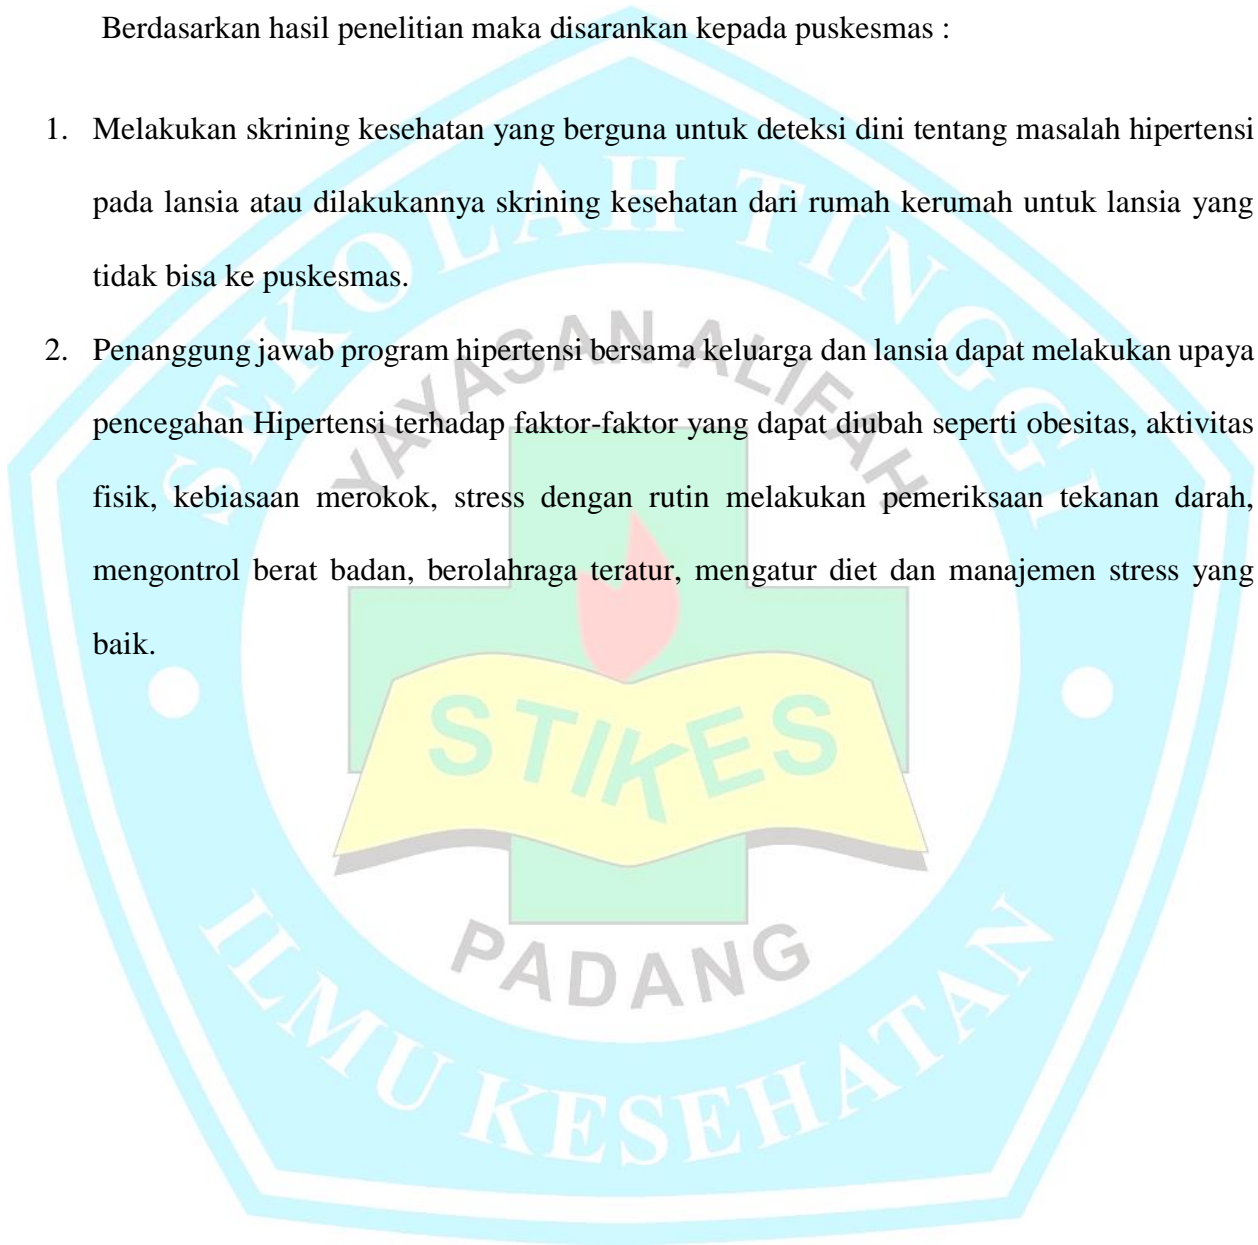 Berdasarkan hasil penelitian maka disarankan kepada puskesmas :
1. Melakukan skrining kesehatan yang berguna untuk deteksi dini tentang masalah hipertensi
pada lansia atau dilakukannya skrining kesehatan dari rumah kerumah untuk lansia yang
tidak bisa ke puskesmas.
2. Penanggung jawab program hipertensi bersama keluarga dan lansia dapat melakukan upaya
pencegahan Hipertensi terhadap faktor-faktor yang dapat diubah seperti obesitas, aktivitas
fisik, kebiasaan merokok, stress dengan rutin melakukan pemeriksaan tekanan darah,
mengontrol berat badan, berolahraga teratur, mengatur diet dan manajemen stress yang
baik.
SEKOLAH TINGGI
YAYASAN ALIFAH
STIKES
PADANG
ILMU KESEHATAN